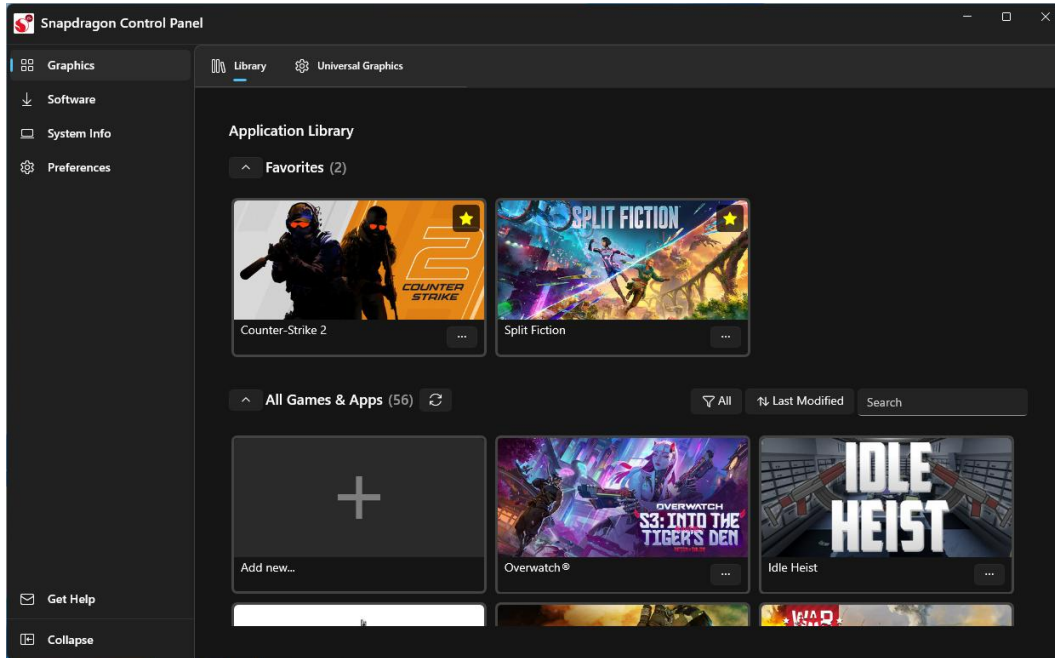 Snapdragon Control Panel
Graphics
Software
System Info
Preferences
Get Help
Collapse
Library
Universal Graphics
Application Library
Favorites (2)
COUNTER
STRIKE
2
Counter-Strike 2
...
SPLIT FICTION
Split Fiction
...
All Games & Apps (56)
All
Last Modified
Search
Add new...
OVERWATCH
S3: INTO THE
TIGER'S DEN
Overwatch®
...
IDLE
HEIST
Idle Heist
...
WAR